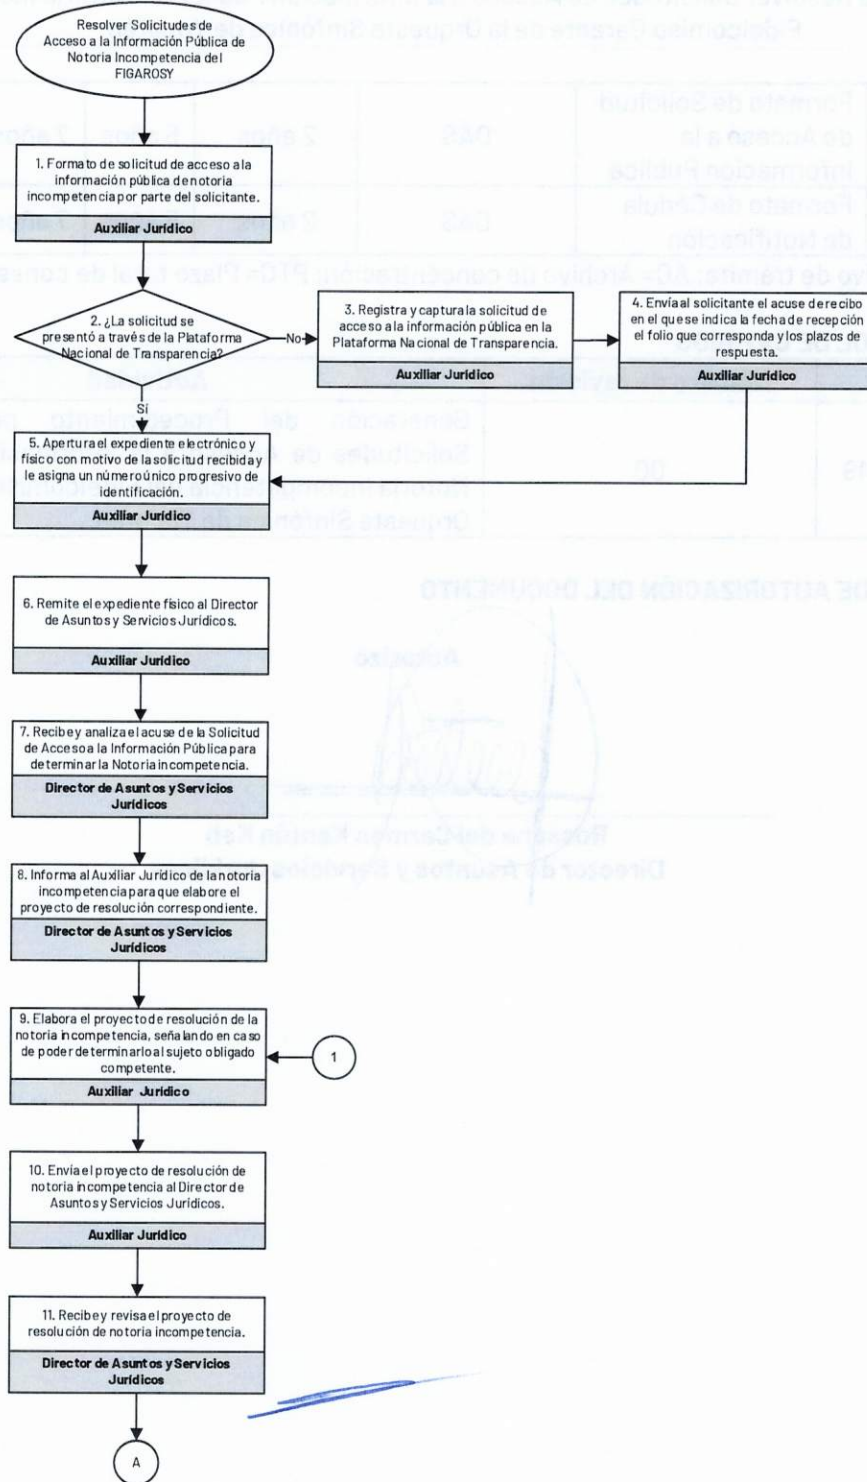 Resolver Solicitudes de
Acceso a la Información Pública de
Notoria Incompetencia del
FIGAROSY
1. Formato de solicitud de acceso a la
información pública de notoria
incompetencia por parte del solicitante.
Auxiliar Jurídico
2. ¿La solicitud se
presentó a través de la Plataforma
Nacional de Transparencia?
No
3. Registra y captura la solicitud de
acceso a la información pública en la
Plataforma Nacional de Transparencia.
Auxiliar Jurídico
4. Envía al solicitante el acuse de recibo
en el que se indica la fecha de recepción
el folio que corresponda y los plazos de
respuesta.
Auxiliar Jurídico
Sí
5. Apertura el expediente electrónico y
físico con motivo de la solicitud recibida y
le asigna un número único progresivo de
identificación.
Auxiliar Jurídico
6. Remite el expediente físico al Director
de Asuntos y Servicios Jurídicos.
Auxiliar Jurídico
7. Recibe y analiza el acuse de la Solicitud
de Acceso a la Información Pública para
determinar la Notoria incompetencia.
Director de Asuntos y Servicios
Jurídicos
8. Informa al Auxiliar Jurídico de la notoria
incompetencia para que elabore el
proyecto de resolución correspondiente.
Director de Asuntos y Servicios
Jurídicos
9. Elabora el proyecto de resolución de la
notoria incompetencia, señalando en caso
de poder determinarlo al sujeto obligado
competente.
Auxiliar Jurídico
1
10. Envía el proyecto de resolución de
notoria incompetencia al Director de
Asuntos y Servicios Jurídicos.
Auxiliar Jurídico
11. Recibe y revisa el proyecto de
resolución de notoria incompetencia.
Director de Asuntos y Servicios
Jurídicos
A